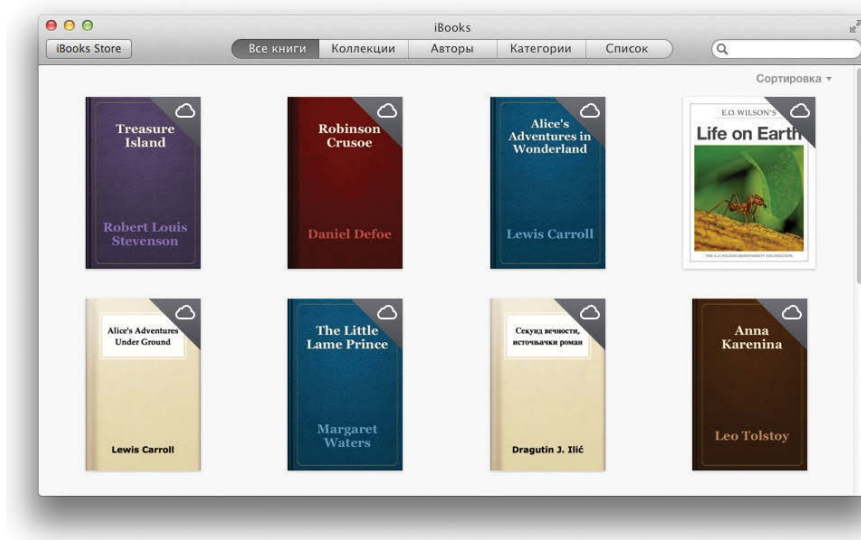 iBooks
iBooks Store
Все книги
Коллекции
Авторы
Категории
Список
Сортировка
Treasure
Island
Robert Louis
Stevenson
Robinson
Crusoe
Daniel Defoe
Alice's
Adventures in
Wonderland
Lewis Carroll
E.O. WILSON'S
Life on Earth
Alice's Adventures
Under Ground
Lewis Carroll
The Little
Lame Prince
Margaret
Waters
Секунд вечности,
источњачки роман
Dragutin J. Ilić
Anna
Karenina
Leo Tolstoy